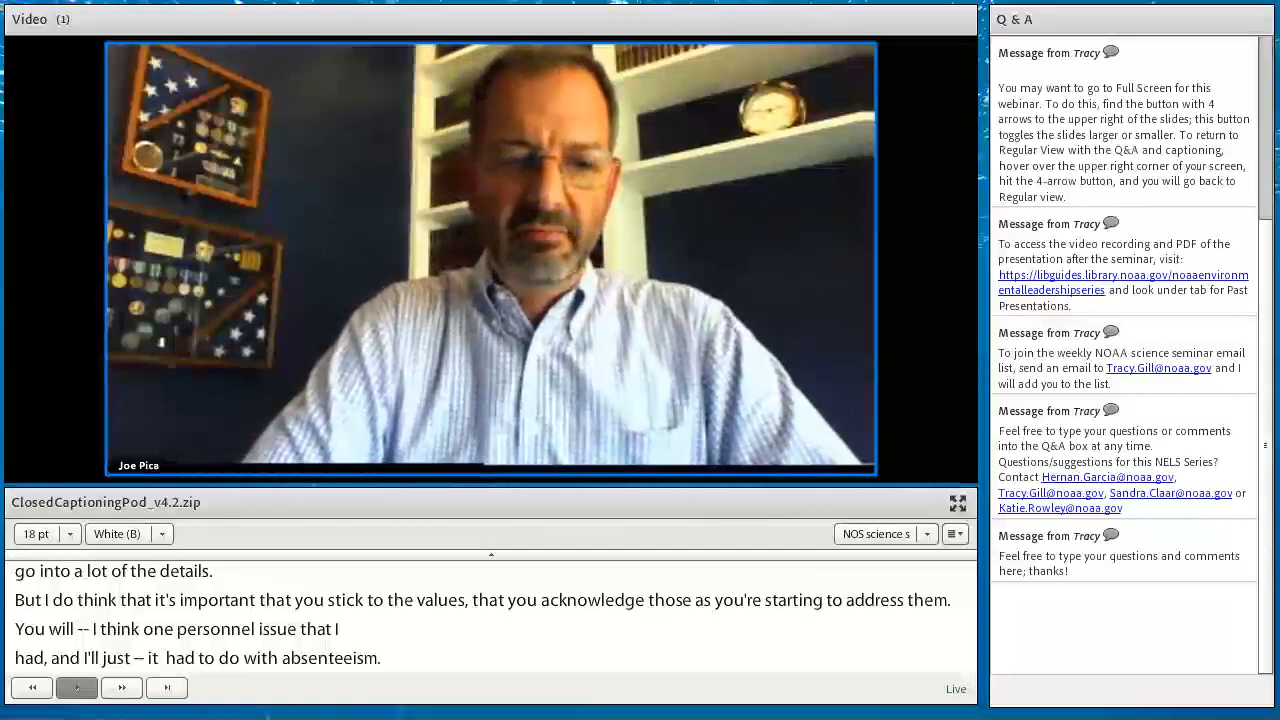 Video (1)
Joe Pica
ClosedCaptioningPod_v4.2.zip
18 pt
White (B)
NOS science s
go into a lot of the details.
But I do think that it's important that you stick to the values, that you acknowledge those as you're starting to address them.
You will -- I think one personnel issue that I
had, and I'll just -- it  had to do with absenteeism.
Live
Q & A
Message from Tracy
You may want to go to Full Screen for this
webinar. To do this, find the button with 4
arrows to the upper right of the slides; this button
toggles the slides larger or smaller. To return to
Regular View with the Q&A and captioning,
hover over the upper right corner of your screen,
hit the 4-arrow button, and you will go back to
Regular view.
Message from Tracy
To access the video recording and PDF of the
presentation after the seminar, visit:
https://libguides.library.noaa.gov/noaaenvironm
entalleadershipseries and look under tab for Past
Presentations.
Message from Tracy
To join the weekly NOAA science seminar email
list, send an email to Tracy.Gill@noaa.gov and I
will add you to the list.
Message from Tracy
Feel free to type your questions or comments
into the Q&A box at any time.
Questions/suggestions for this NELS Series?
Contact Hernan.Garcia@noaa.gov,
Tracy.Gill@noaa.gov, Sandra.Claar@noaa.gov or
Katie.Rowley@noaa.gov
Message from Tracy
Feel free to type your questions and comments
here; thanks!